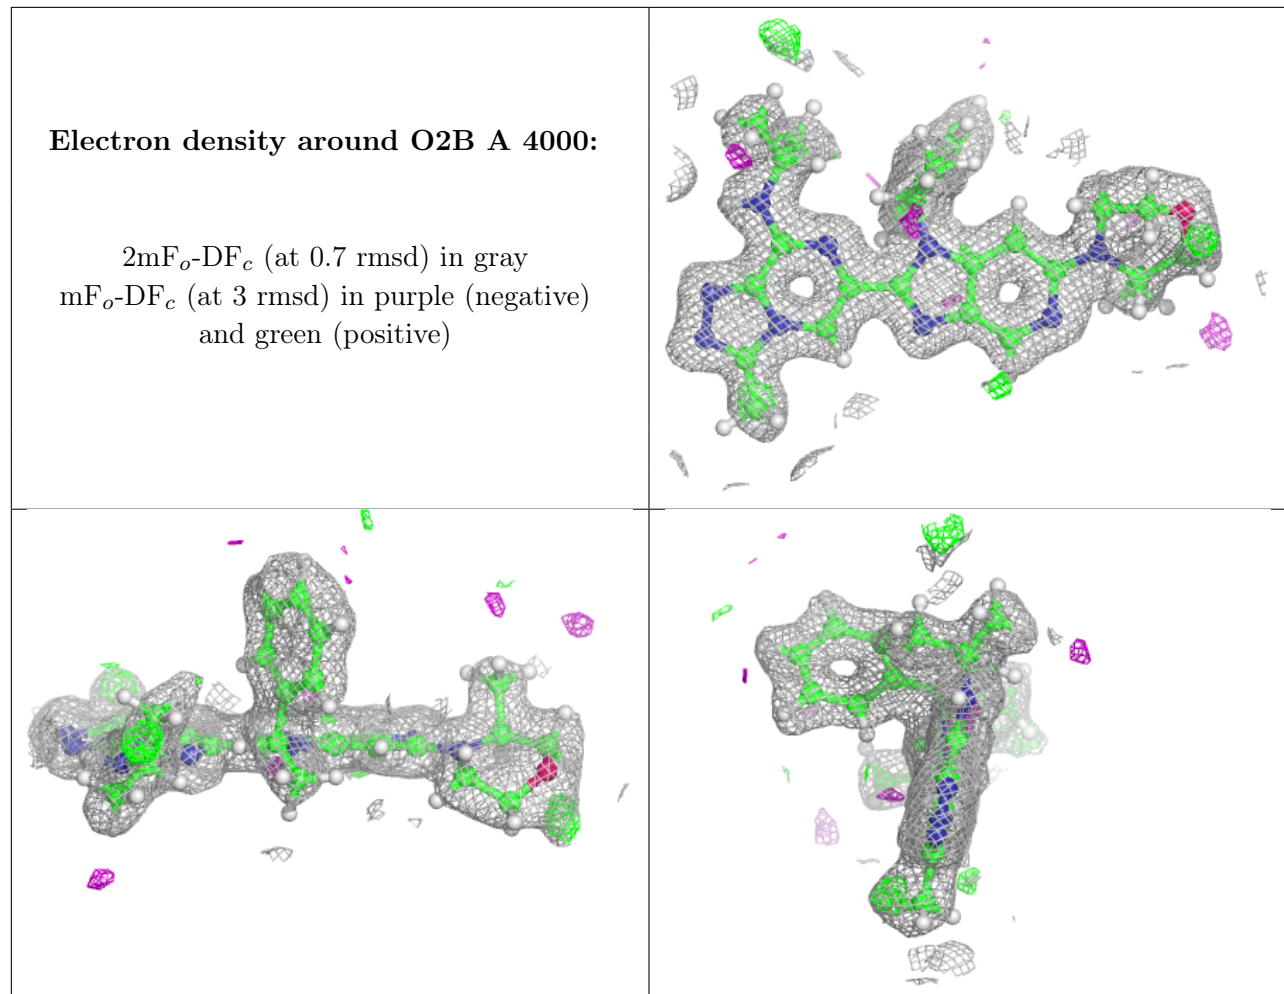 Electron density around O2B A 4000:
2mFo-DFc (at 0.7 rmsd) in gray
mFo-DFc (at 3 rmsd) in purple (negative)
and green (positive)